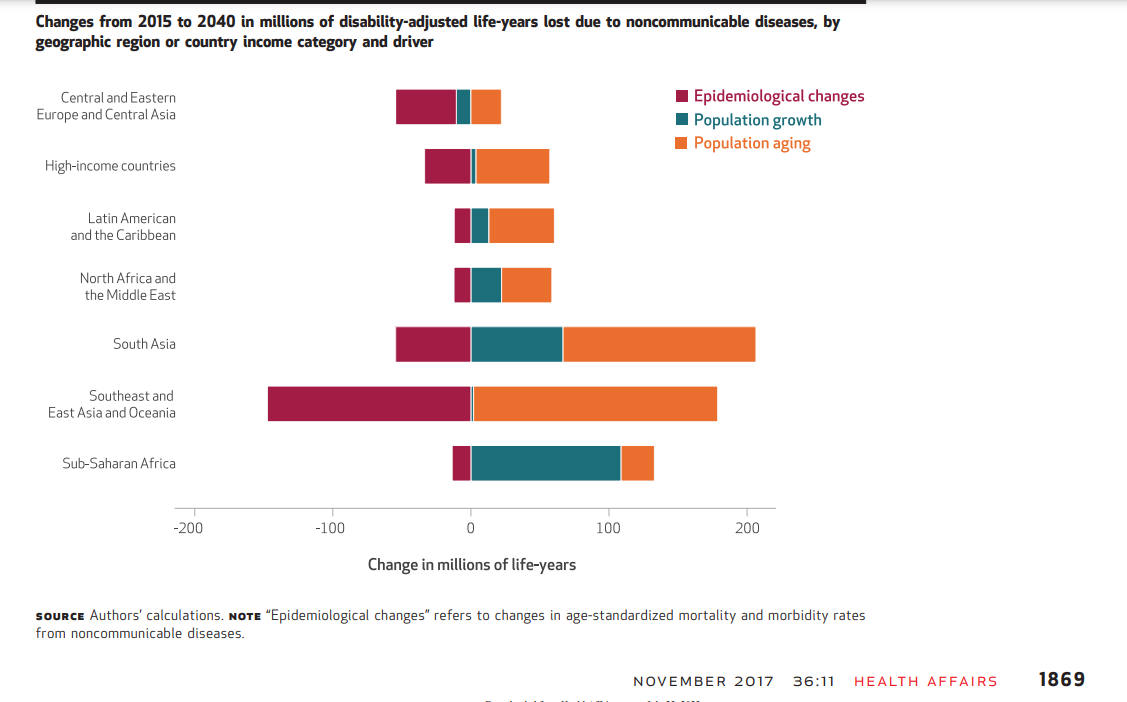 Changes from 2015 to 2040 in millions of disability-adjusted life-years lost due to noncommunicable diseases, by
geographic region or country income category and driver
Central and Eastern
Europe and Central Asia
High-income countries
Latin American
and the Caribbean
North Africa and
the Middle East
South Asia
Southeast and
East Asia and Oceania
Sub-Saharan Africa
Epidemiological changes
Population growth
Population aging
-200 -100 0 100 200
Change in millions of life-years
SOURCE Authors' calculations. NOTE "Epidemiological changes" refers to changes in age-standardized mortality and morbidity rates
from noncommunicable diseases.
NOVEMBER 2017 36:11 HEALTH AFFAIRS 1869